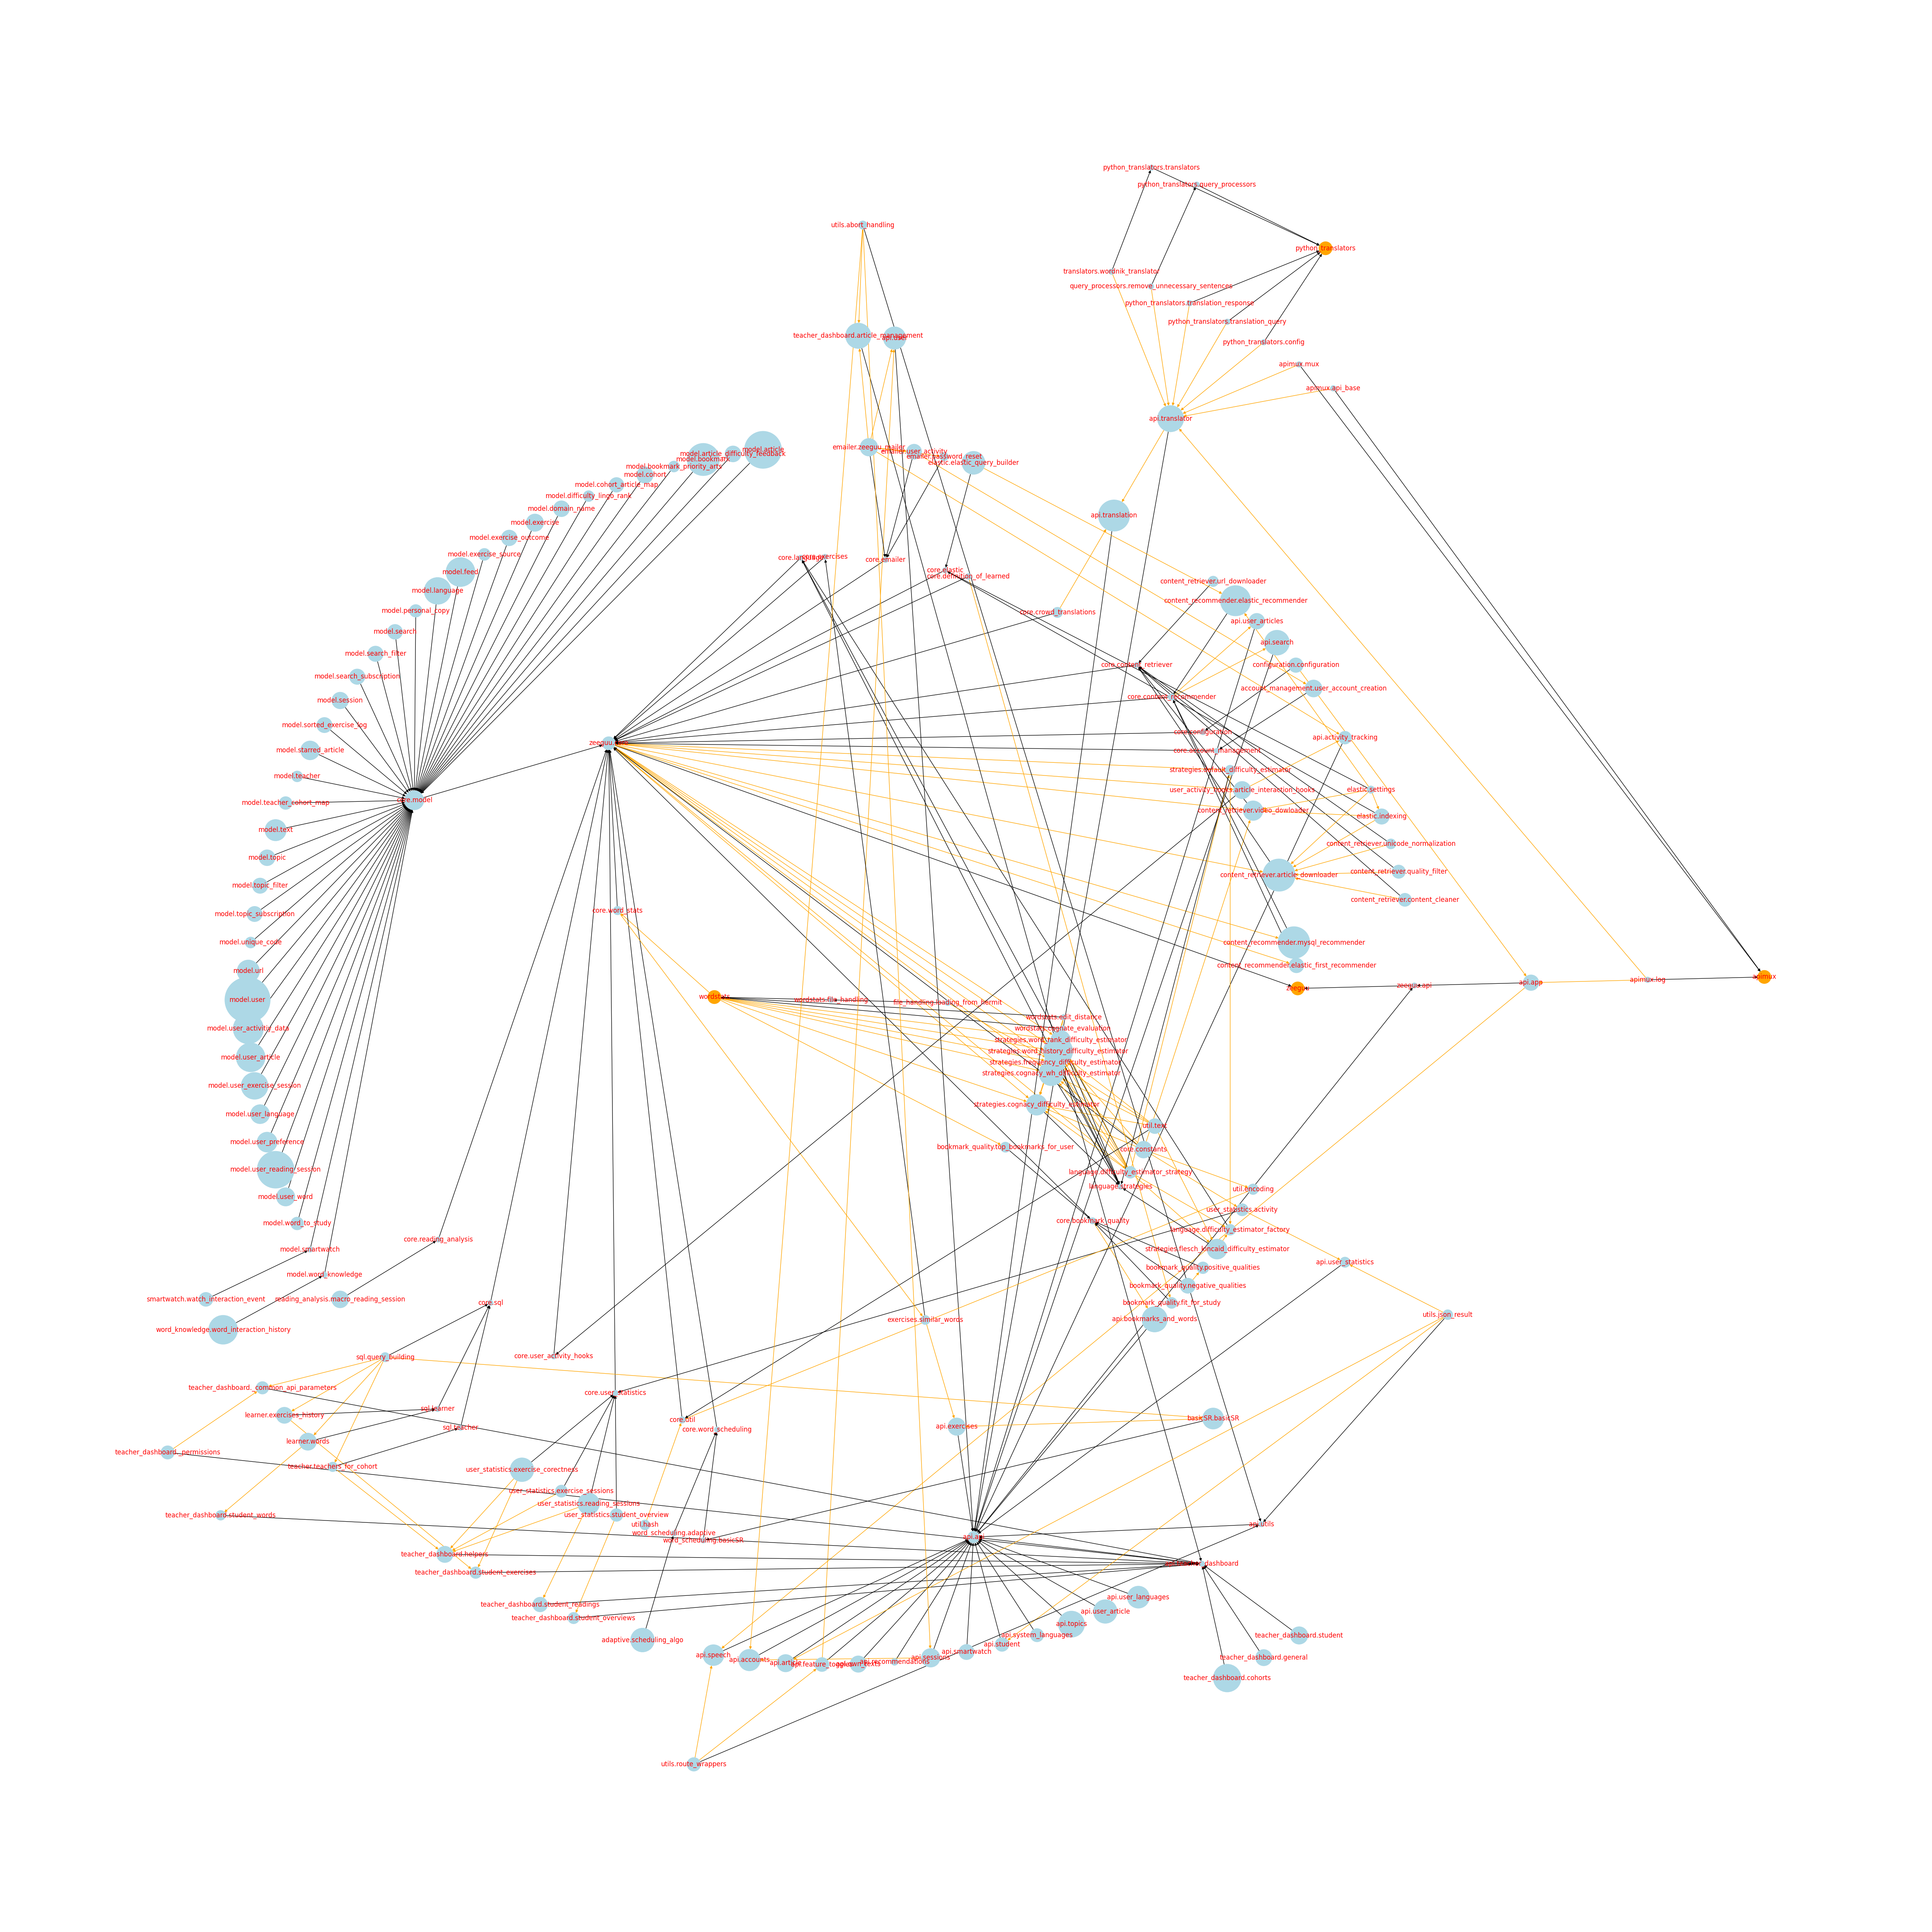 python_translators.translators
python_translators.query_processors
utils.abort_handling
python_translators
translators.wordnik_translator
query_processors.remove_unnecessary_sentences
python_translators.translation_response
python_translators.translation_query
teacher_dashboard.article_management
api.user
python_translators.config
apimux.mux
apimux.api_base
api.translator
emailer.zeeguu_mailer
emailer.user_activity
model.article
model.article_difficulty_feedback
emailer.password_reset
model.bookmark
elastic.elastic_query_builder
model.bookmark_priority_arts
model.cohort
model.cohort_article_map
model.difficulty_lingo_rank
model.domain_name
api.translation
model.exercise
model.exercise_outcome
model.exercise_source
core.language
core.exercises
core.emailer
model.feed
core.elastic
core.definition_of_learned
content_retriever.url_downloader
model.language
content_recommender.elastic_recommender
model.personal_copy
core.crowd_translations
api.user_articles
model.search
api.search
model.search_filter
core.content_retriever
configuration.configuration
model.search_subscription
account_management.user_account_creation
core.content_recommender
model.session
model.sorted_exercise_log
core.configuration
api.activity_tracking
zeeguu.core
model.starred_article
core.account_management
strategies.default_difficulty_estimator
model.teacher
user_activity_hooks.article_interaction_hooks
elastic.settings
core.model
model.teacher_cohort_map
content_retriever.video_dowloader
elastic.indexing
model.text
content_retriever.unicode_normalization
model.topic
content_retriever.quality_filter
content_retriever.article_downloader
model.topic_filter
content_retriever.content_cleaner
core.word_stats
model.topic_subscription
model.unique_code
content_recommender.mysql_recommender
content_recommender.elastic_first_recommender
model.url
apimux
apimux.log
api.app
zeeguu.api
zeeguu
wordstats
wordstats.file_handling
file_handling.loading_from_hermit
model.user
wordstats.edit_distance
model.user_activitiy_data
wordstats.cognate_evaluation
strategies.word_rank_difficulty_estimator
strategies.word_history_difficulty_estimator
model.user_article
strategies.frequency_difficulty_estimator
strategies.cognacy_wh_difficulty_estimator
model.user_exercise_session
strategies.cognacy_difficulty_estimator
model.user_language
util.text
model.user_preference
bookmark_quality.top_bookmarks_for_user
core.constants
model.user_reading_session
language.difficulty_estimator_strategy
language.strategies
util.encoding
model.user_word
user_statistics.activity
model.word_to_study
core.bookmark_quality
language.difficulty_estimator_factory
core.reading_analysis
model.smartwatch
strategies.flesch_kincaid_difficulty_estimator
api.user_statistics
bookmark_quality.positive_qualities
model.word_knowledge
bookmark_quality.negative_qualities
smartwatch.watch_interaction_event
reading_analysis.macro_reading_session
core.sql
bookmark_quality.fit_for_study
utils.json_result
exercises.similar_words
api.bookmarks_and_words
word_knowledge.word_interaction_history
sql.query_building
core.user_activity_hooks
teacher_dashboard._common_api_parameters
core.user_statistics
sql.learner
learner.exercises_history
core.util
basicSR.basicSR
sql.teacher
api.exercises
core.word_scheduling
learner.words
teacher_dashboard._permissions
teacher.teachers_for_cohort
user_statistics.exercise_corectness
user_statistics.exercise_sessions
user_statistics.reading_sessions
teacher_dashboard.student_words
user_statistics.student_overview
util.hash
api.utils
word_scheduling.adaptive
api.api
word_scheduling.basicSR
teacher_dashboard.helpers
api.teacher_dashboard
teacher_dashboard.student_exercises
api.user_languages
teacher_dashboard.student_readings
api.user_article
teacher_dashboard.student_overviews
api.topics
api.system_languages
teacher_dashboard.student
adaptive.scheduling_algo
api.student
api.smartwatch
api.speech
teacher_dashboard.general
api.sessions
api.accounts
api.article
api.feature_toggles
api.own_texts
api.recommendations
teacher_dashboard.cohorts
utils.route_wrappers